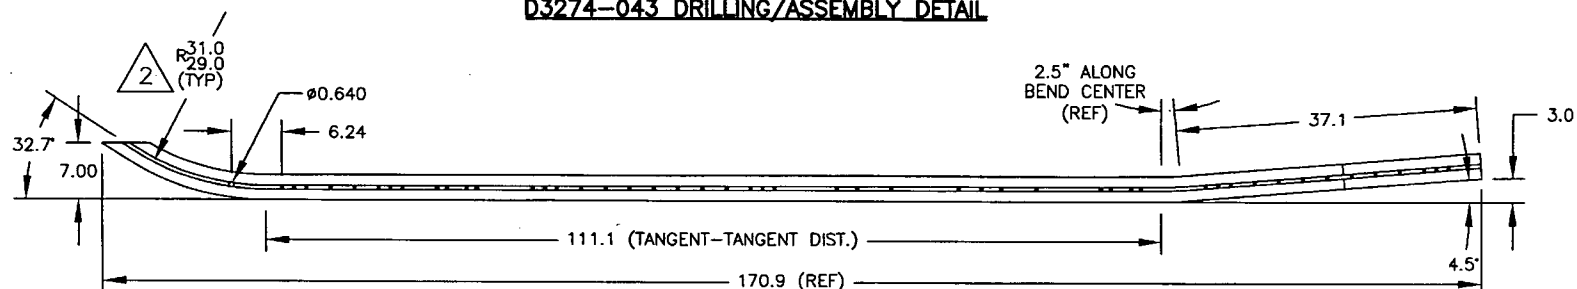 D3274-043 DRILLING/ASSEMBLY DETAIL
2
R31.0
29.0
(TYP)
ø0.640
6.24
2.5" ALONG
BEND CENTER
(REF)
37.1
3.0
32.7°
7.00
111.1 (TANGENT-TANGENT DIST.)
4.5°
170.9 (REF)